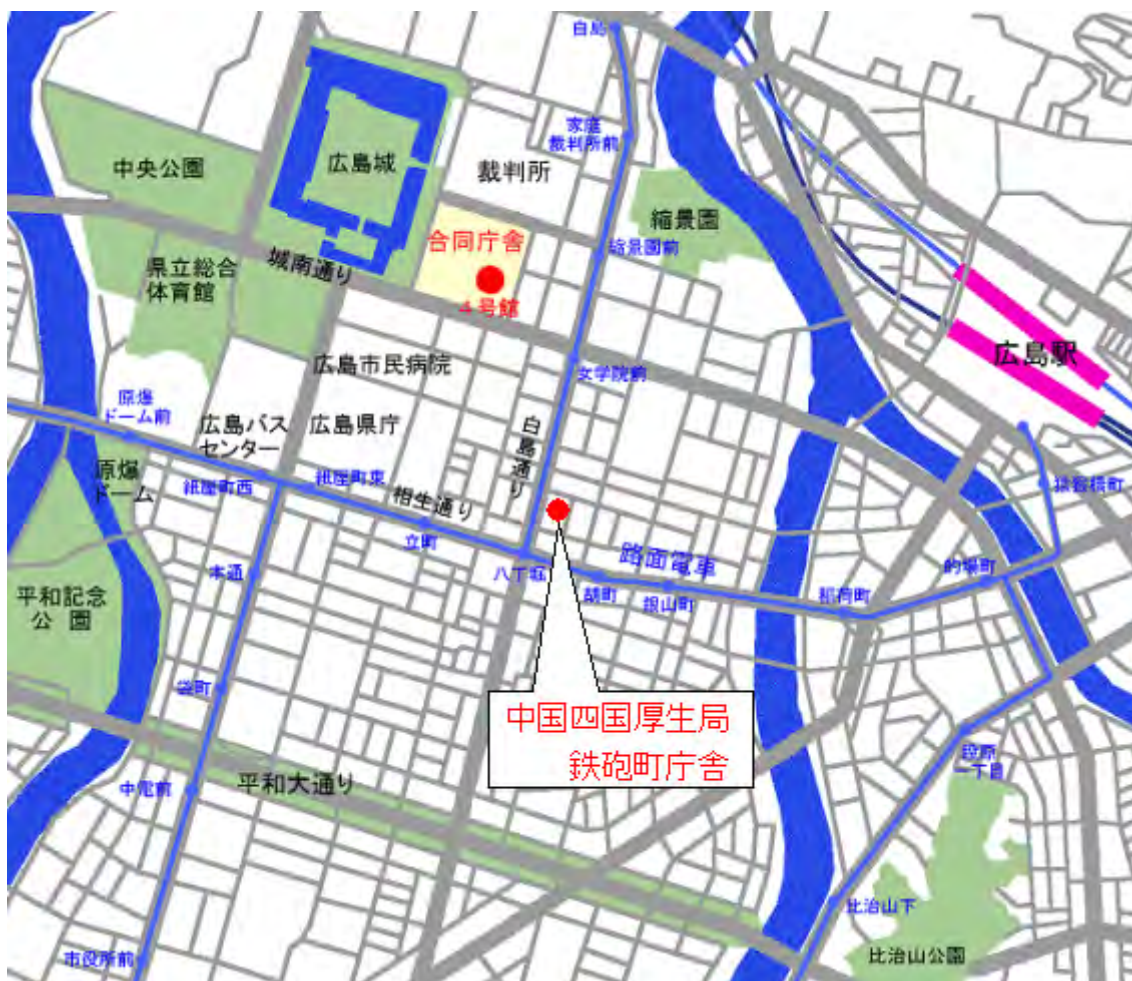 白島
家庭
裁判所前
中央公園
広島城
裁判所
縮景園
合同庁舎
縮景園前
県立総合
体育館
城南通り
4号館
広島市民病院
広島駅
女学院前
原爆
ドーム前
広島バス
センター
広島県庁
白島通り
原爆
ドーム
紙屋町西
紙屋町東
相生通り
立町
猿猴橋町
八丁堀
路面電車
本通
胡町
銀山町
稲荷町
的場町
平和記念
公園
袋町
中国四国厚生局
鉄砲町庁舎
段原
一丁目
中電前
平和大通り
比治山下
市役所前
比治山公園